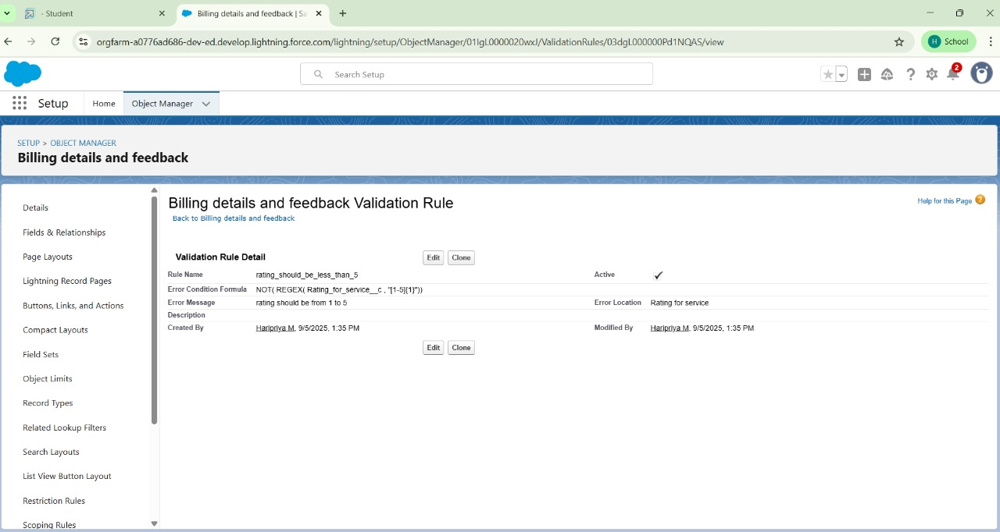 - Student
Billing details and feedback | Sa
orgfarm-a0776ad686-dev-ed.develop.lightning.force.com/lightning/setup/ObjectManager/01IgL0000020wxJ/ValidationRules/03dgL000000Pd1NQAS/view
H School
Search Setup
2
Setup Home Object Manager
SETUP > OBJECT MANAGER
Billing details and feedback
Details
Fields & Relationships
Page Layouts
Lightning Record Pages
Buttons, Links, and Actions
Compact Layouts
Field Sets
Object Limits
Record Types
Related Lookup Filters
Search Layouts
List View Button Layout
Restriction Rules
Scoping Rules
Billing details and feedback Validation Rule
Help for this Page ?
Back to Billing details and feedback
Validation Rule Detail Edit Clone
Rule Name rating_should_be_less_than_5 Active
Error Condition Formula NOT( REGEX( Rating_for_service__c , "[1-5]{1}"))
Error Message rating should be from 1 to 5 Error Location Rating for service
Description
Created By Haripriya M, 9/5/2025, 1:35 PM Modified By Haripriya M, 9/5/2025, 1:35 PM
Edit Clone